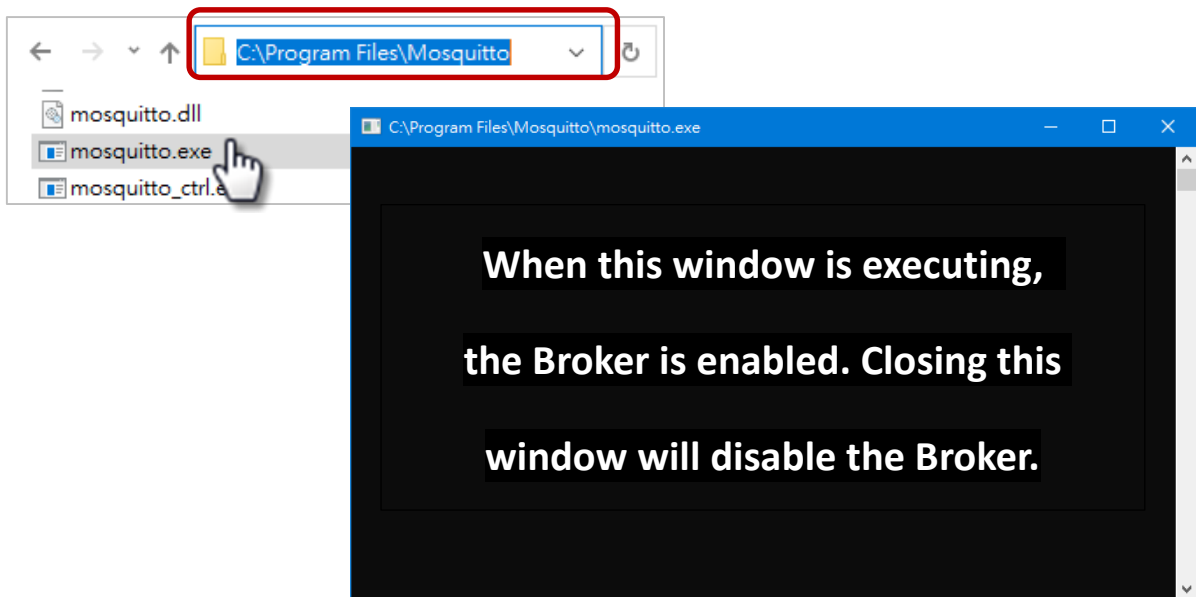 C:\Program Files\Mosquitto
mosquitto.dll
mosquitto.exe
mosquitto_ctrl.e
C:\Program Files\Mosquitto\mosquitto.exe
When this window is executing,
the Broker is enabled. Closing this
window will disable the Broker.